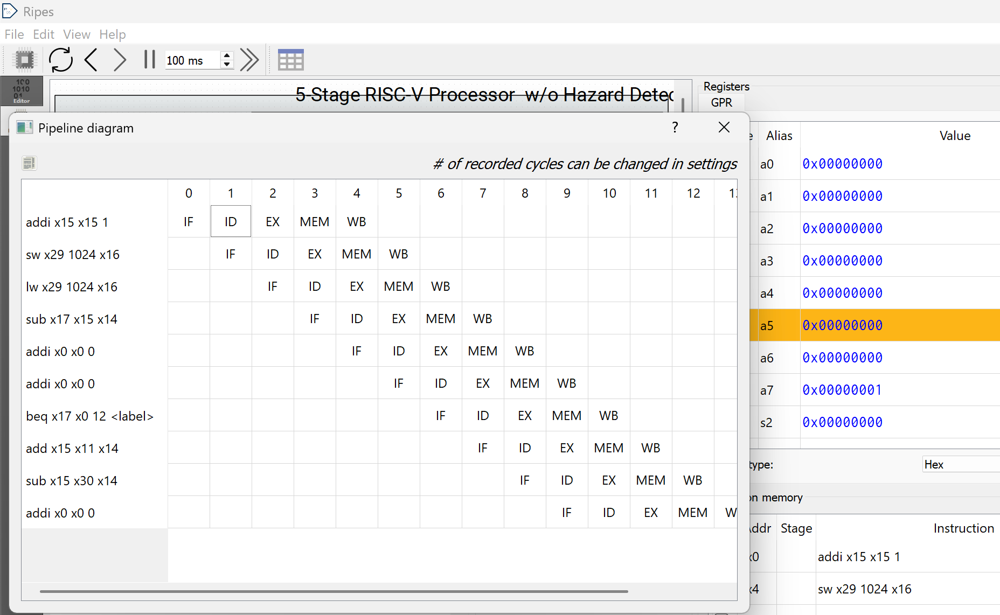 Ripes
File Edit View Help
100 ms
100
1010
01
Editor
5-Stage RISC-V Processor w/o Hazard Detec
Registers
GPR
Pipeline diagram ?
e Alias Value
# of recorded cycles can be changed in settings
a0 0x00000000
0 1 2 3 4 5 6 7 8 9 10 11 12 13
a1 0x00000000
addi x15 x15 1 IF ID EX MEM WB
a2 0x00000000
sw x29 1024 x16 IF ID EX MEM WB
a3 0x00000000
lw x29 1024 x16 IF ID EX MEM WB
a4 0x00000000
sub x17 x15 x14 IF ID EX MEM WB
a5 0x00000000
addi x0 x0 0 IF ID EX MEM WB
a6 0x00000000
addi x0 x0 0 IF ID EX MEM WB
a7 0x00000001
beq x17 x0 12 <label> IF ID EX MEM WB
s2 0x00000000
add x15 x11 x14 IF ID EX MEM WB
type: Hex
sub x15 x30 x14 IF ID EX MEM WB
on memory
addi x0 x0 0 IF ID EX MEM W
Addr Stage Instruction
x0 addi x15 x15 1
x4 sw x29 1024 x16